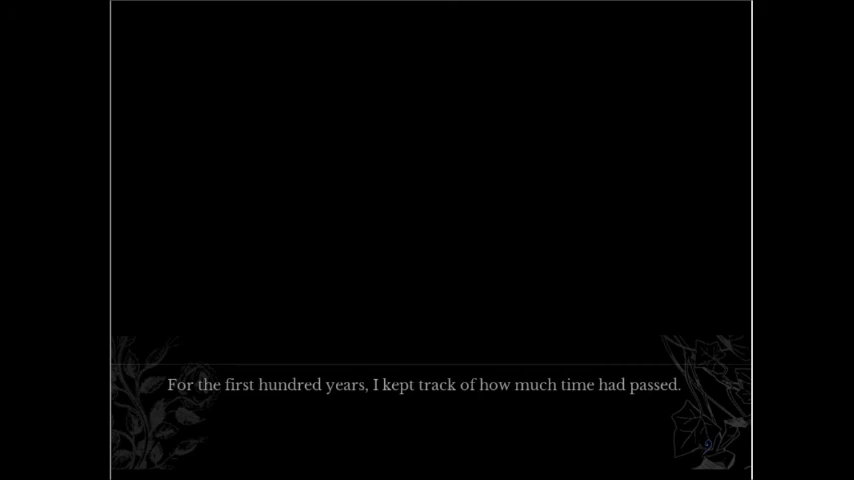 For the first hundred years, I kept track of how much time had passed.